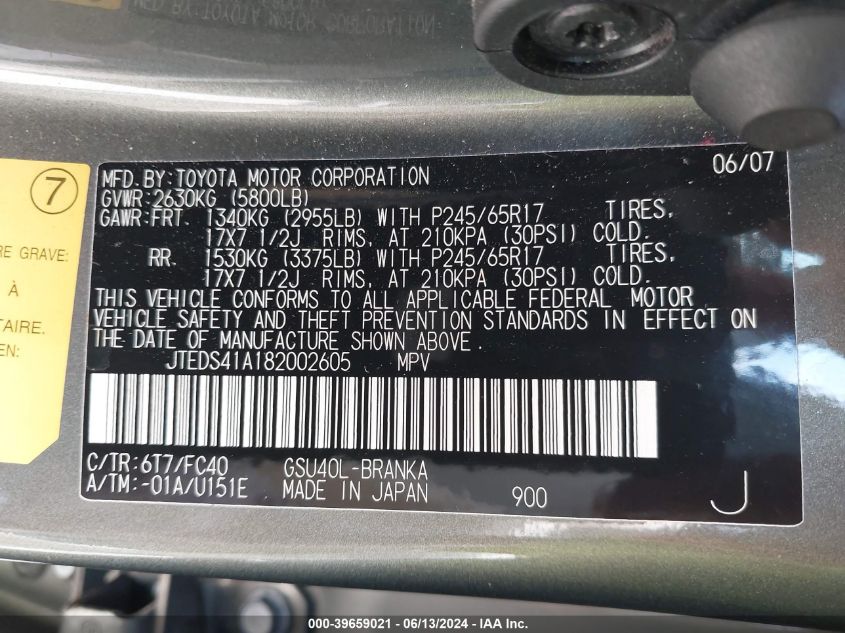 MFD. BY: TOYOTA MOTOR CORPORATION 06/07
GVWR: 2630KG (5800LB)
GAWR: FRT. 1340KG (2955LB) WITH P245/65R17 TIRES,
17X7 1/2J RIMS, AT 210KPA (30PSI) COLD.
RR. 1530KG (3375LB) WITH P245/65R17 TIRES,
17X7 1/2J RIMS, AT 210KPA (30PSI) COLD.
THIS VEHICLE CONFORMS TO ALL APPLICABLE FEDERAL MOTOR
VEHICLE SAFETY AND THEFT PREVENTION STANDARDS IN EFFECT ON
THE DATE OF MANUFACTURE SHOWN ABOVE.
JTEDS41A182002605 MPV
C/TR: 6T7/FC40 GSU40L-BRANKA
A/TM: -01A/U151E MADE IN JAPAN 900 J
7
RE GRAVE:
À
TAIRE.
EN:
000-39659021 - 06/13/2024 - IAA Inc.